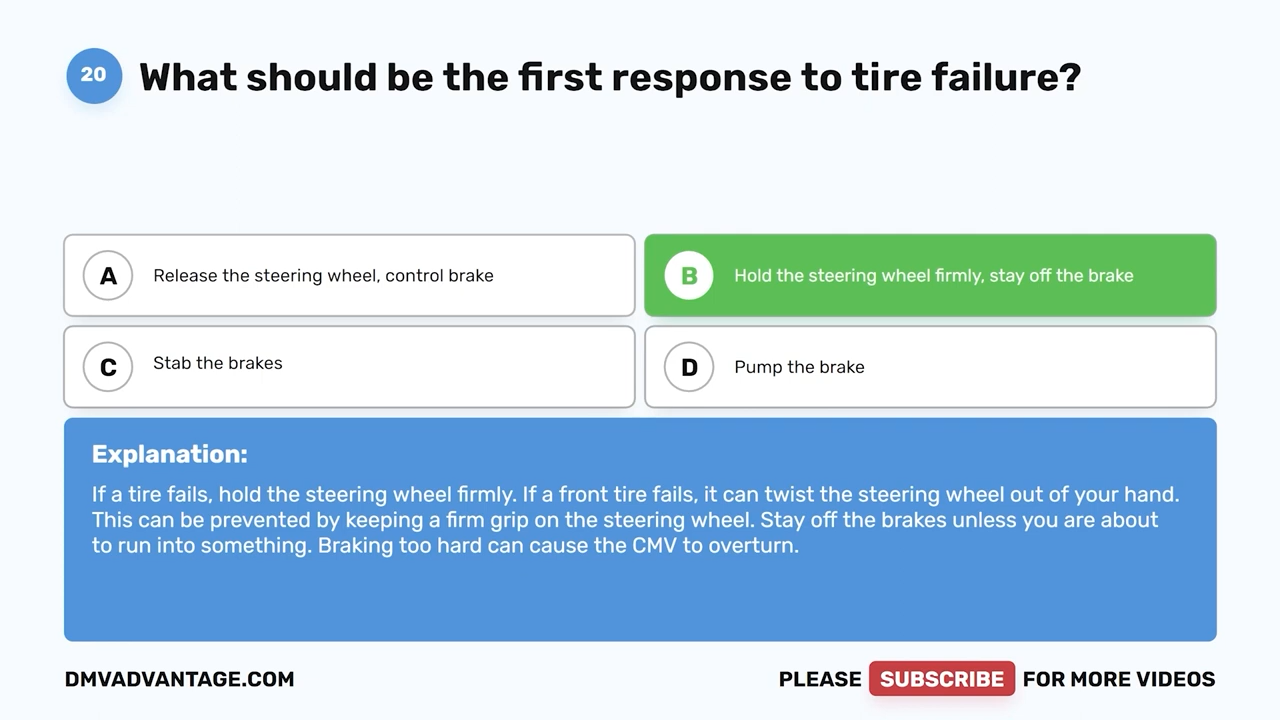 20
What should be the first response to tire failure?
A
Release the steering wheel, control brake
B
Hold the steering wheel firmly, stay off the brake
C
Stab the brakes
D
Pump the brake
Explanation:
If a tire fails, hold the steering wheel firmly. If a front tire fails, it can twist the steering wheel out of your hand.
This can be prevented by keeping a firm grip on the steering wheel. Stay off the brakes unless you are about
to run into something. Braking too hard can cause the CMV to overturn.
DMVADVANTAGE.COM
PLEASE SUBSCRIBE FOR MORE VIDEOS